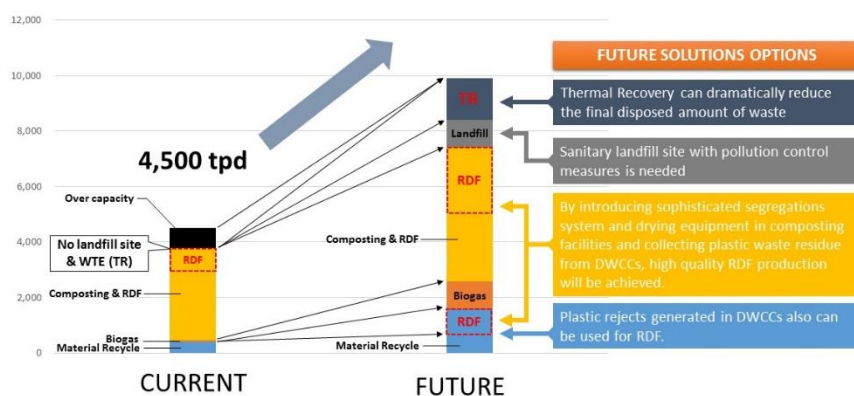 12,000
10,000
8,000
6,000
4,000
2,000
0
4,500 tpd
Over capacity
No landfill site
& WTE (TR)
RDF
Composting & RDF
Biogas
Material Recycle
CURRENT
TR
Landfill
RDF
Composting & RDF
Biogas
RDF
Material Recycle
FUTURE
FUTURE SOLUTIONS OPTIONS
Thermal Recovery can dramatically reduce
the final disposed amount of waste
Sanitary landfill site with pollution control
measures is needed
By introducing sophisticated segregations
system and drying equipment in composting
facilities and collecting plastic waste residue
from DWCCs, high quality RDF production
will be achieved.
Plastic rejects generated in DWCCs also can
be used for RDF.